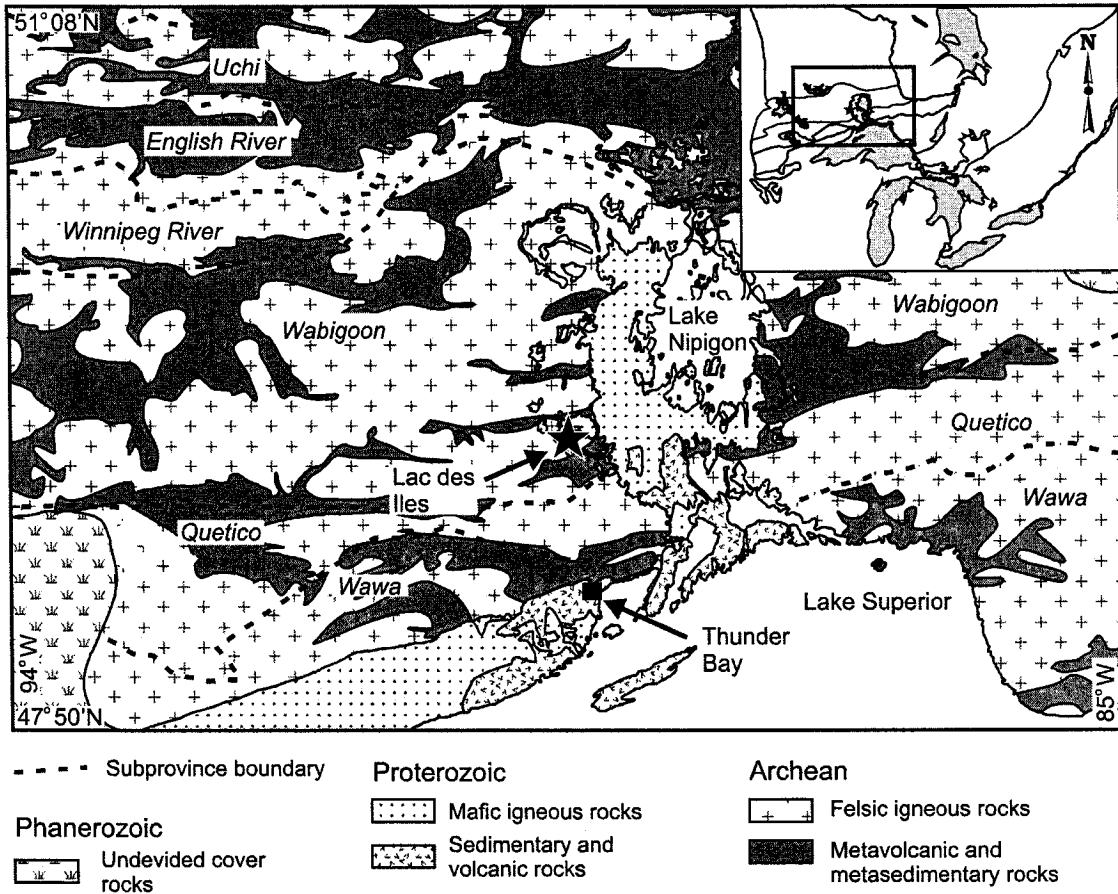 51°08'N
Uchi
English River
Winnipeg River
Wabigoon
Lac des
Iles
Quetico
Wawa
94°W
47°50'N
N
Lake
Nipigon
Wabigoon
Quetico
Wawa
Lake Superior
Thunder
Bay
85°W
Subprovince boundary
Phanerozoic
Undevided cover
rocks
Proterozoic
Mafic igneous rocks
Sedimentary and
volcanic rocks
Archean
Felsic igneous rocks
Metavolcanic and
metasedimentary rocks